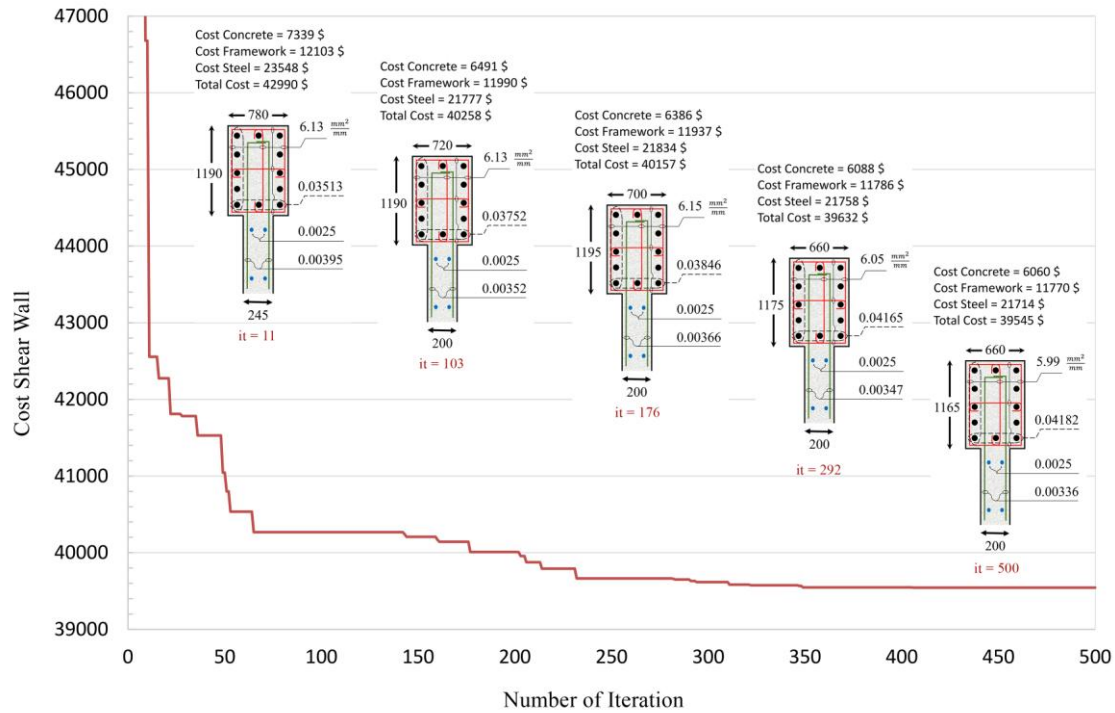 Cost Shear Wall
47000
46000
45000
44000
43000
42000
41000
40000
39000
Cost Concrete = 7339 $
Cost Framework = 12103 $
Cost Steel = 23548 $
Total Cost = 42990 $
780
1190
6.13 mm²/mm
0.03513
0.0025
0.00395
245
it = 11
Cost Concrete = 6491 $
Cost Framework = 11990 $
Cost Steel = 21777 $
Total Cost = 40258 $
720
1190
6.13 mm²/mm
0.03752
0.0025
0.00352
200
it = 103
Cost Concrete = 6386 $
Cost Framework = 11937 $
Cost Steel = 21834 $
Total Cost = 40157 $
700
1195
6.15 mm²/mm
0.03846
0.0025
0.00366
200
it = 176
Cost Concrete = 6088 $
Cost Framework = 11786 $
Cost Steel = 21758 $
Total Cost = 39632 $
660
1175
6.05 mm²/mm
0.04165
0.0025
0.00347
200
it = 292
Cost Concrete = 6060 $
Cost Framework = 11770 $
Cost Steel = 21714 $
Total Cost = 39545 $
660
1165
5.99 mm²/mm
0.04182
0.0025
0.00336
200
it = 500
0 50 100 150 200 250 300 350 400 450 500
Number of Iteration